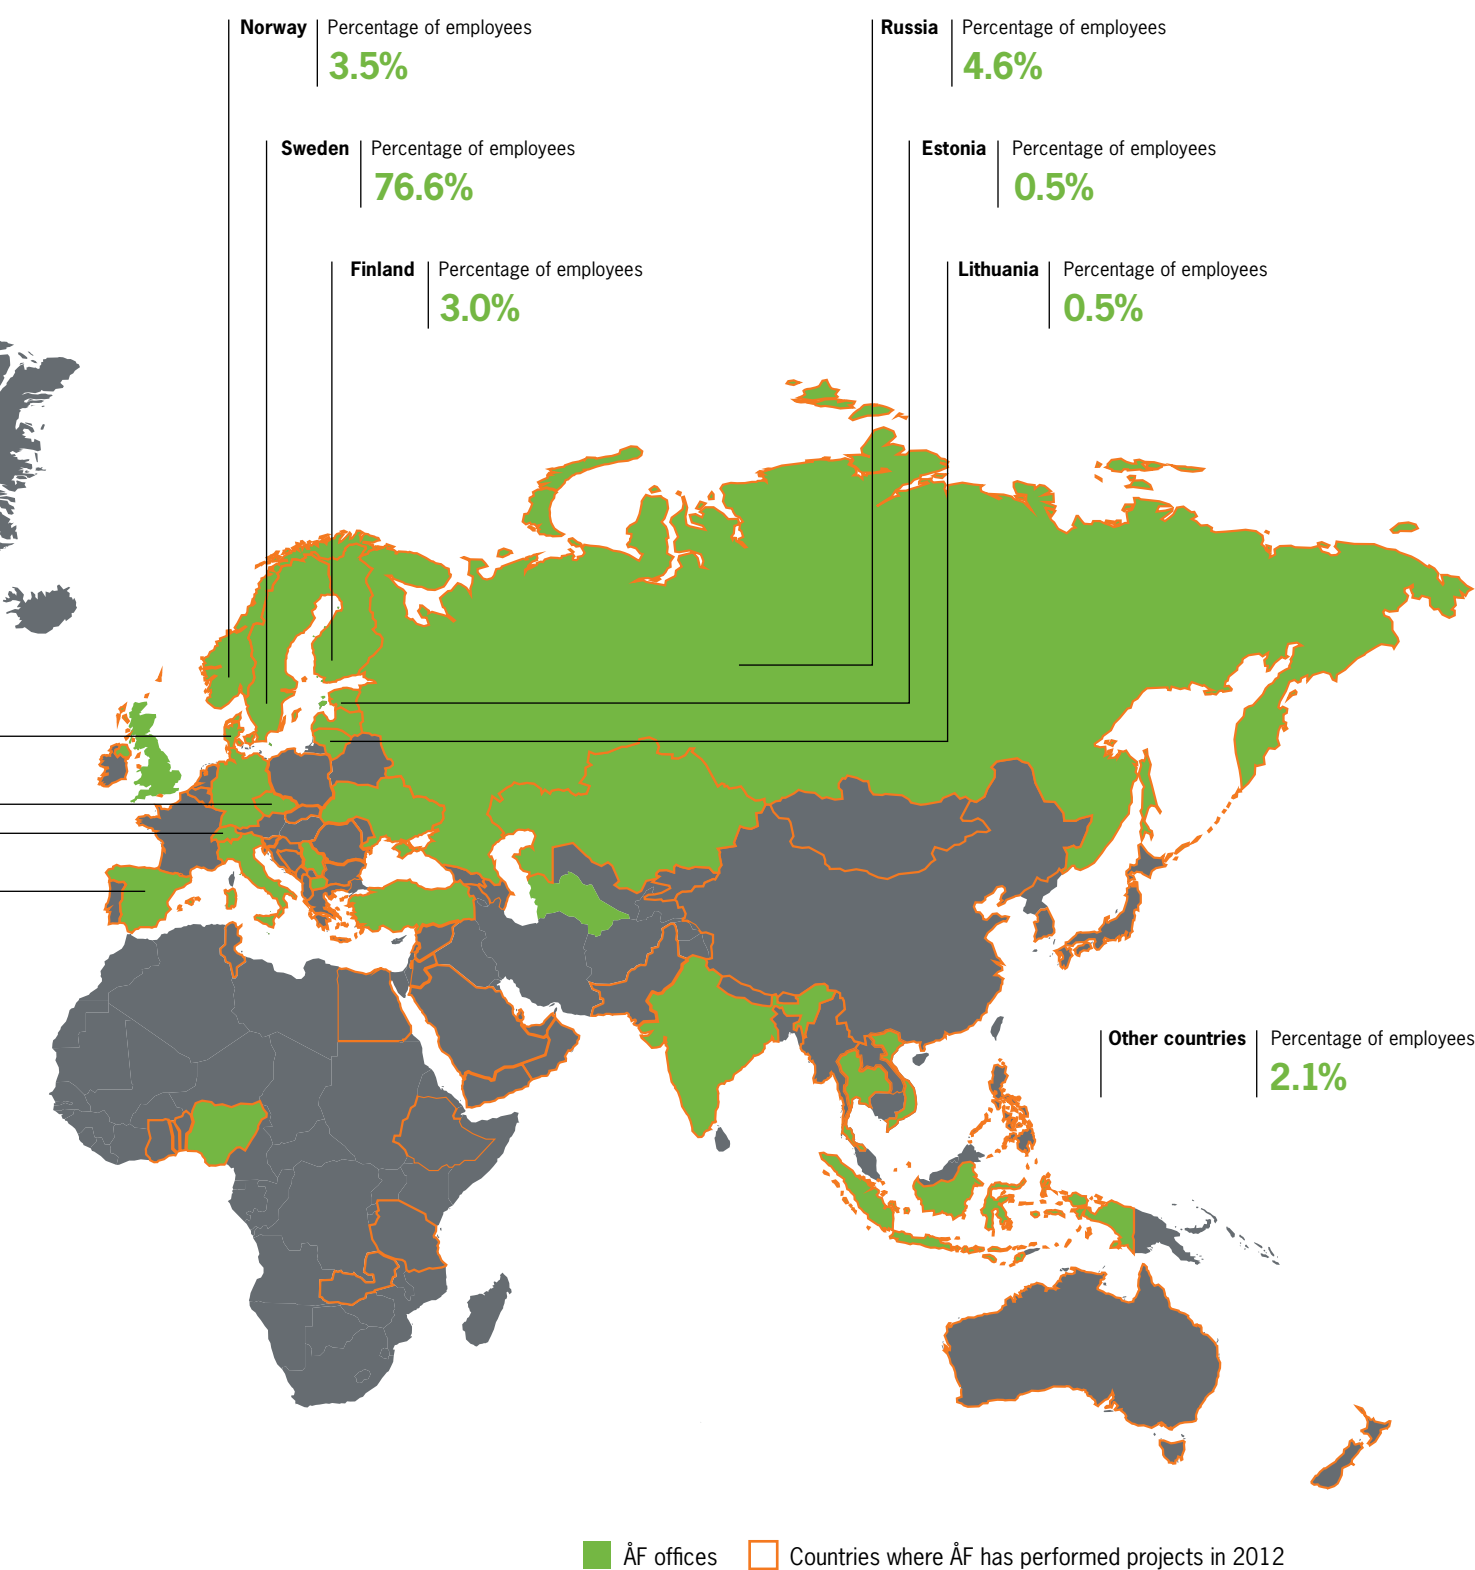 Norway
Percentage of employees
3.5%
Russia
Percentage of employees
4.6%
Sweden
Percentage of employees
76.6%
Estonia
Percentage of employees
0.5%
Finland
Percentage of employees
3.0%
Lithuania
Percentage of employees
0.5%
Other countries
Percentage of employees
2.1%
ÅF offices
Countries where ÅF has performed projects in 2012